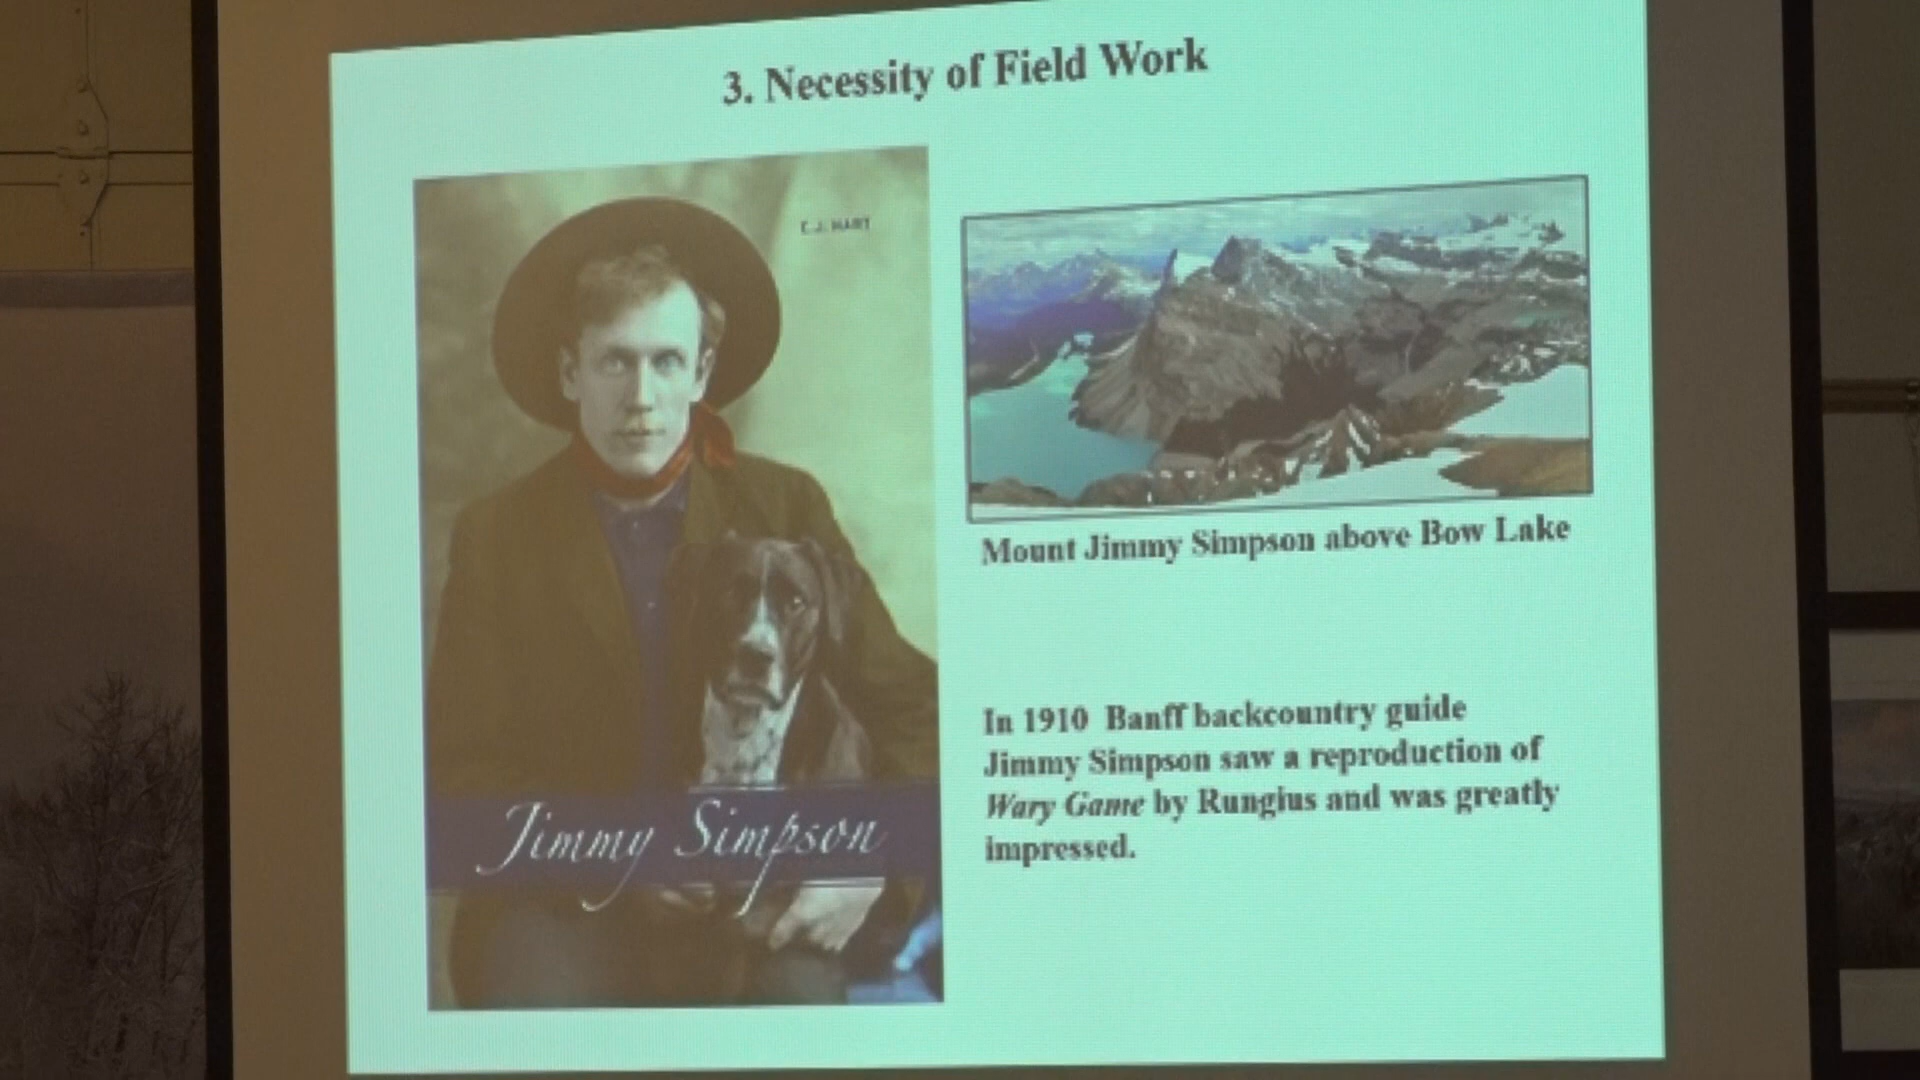 3. Necessity of Field Work
E.J. HART
Jimmy Simpson
Mount Jimmy Simpson above Bow Lake
In 1910 Banff backcountry guide
Jimmy Simpson saw a reproduction of
Wary Game by Rungius and was greatly
impressed.